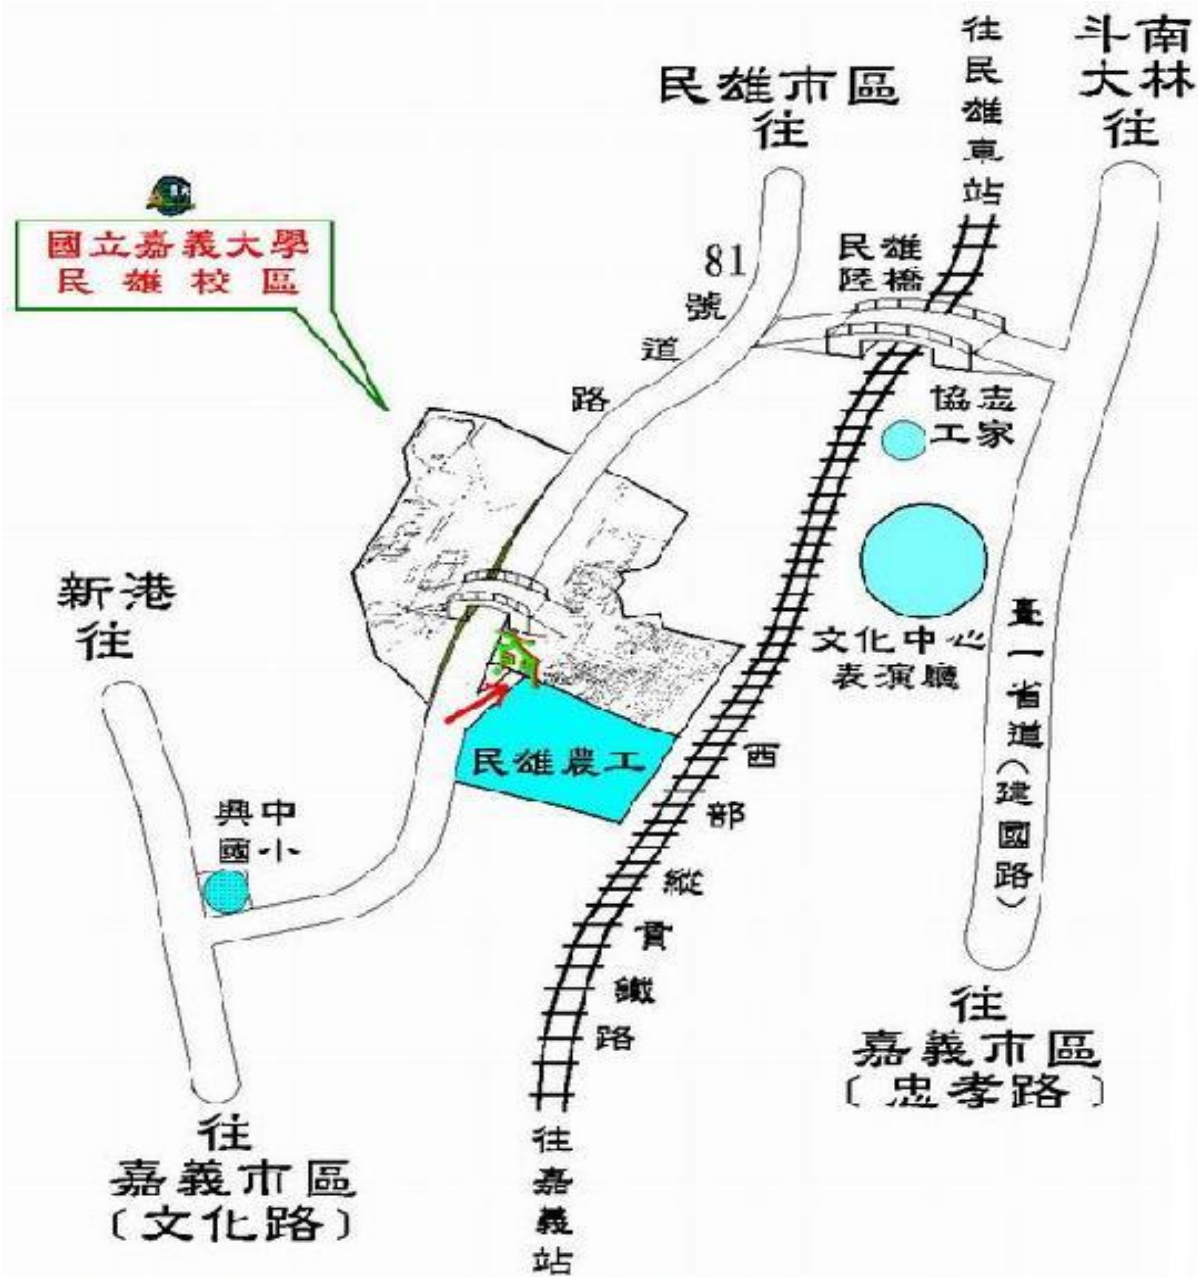 往民雄車站
斗南
大林
往
民雄市區
往
國立嘉義大學
民雄校區
81號道路
民雄
陸橋
協志
工家
新港
往
文化中心
表演廳
臺一省道(建國路)
民雄農工
西部縱貫鐵路
興中
國小
往
嘉義市區
(忠孝路)
往
嘉義市區
(文化路)
往嘉義站